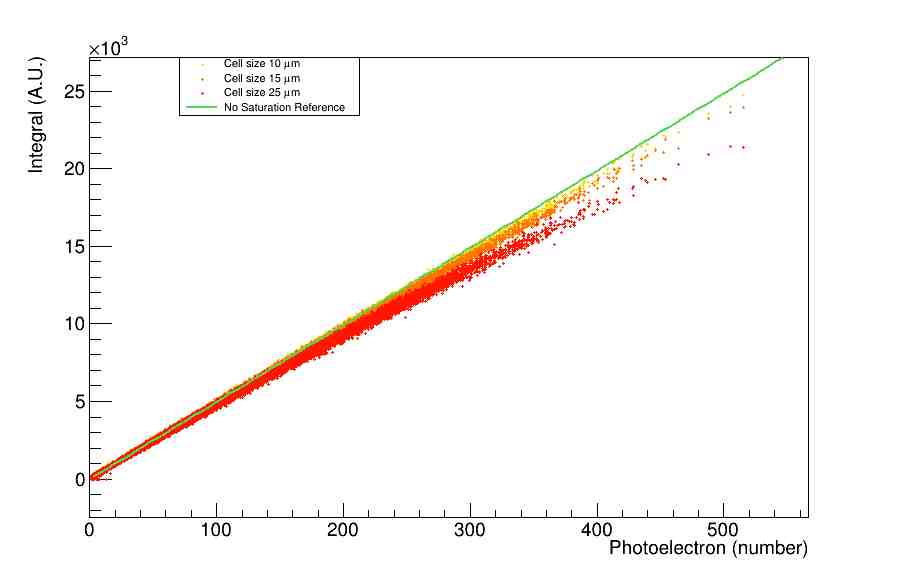 ×10³
Integral (A.U.)
Cell size 10 μm
Cell size 15 μm
Cell size 25 μm
No Saturation Reference
25
20
15
10
5
0
0 100 200 300 400 500
Photoelectron (number)